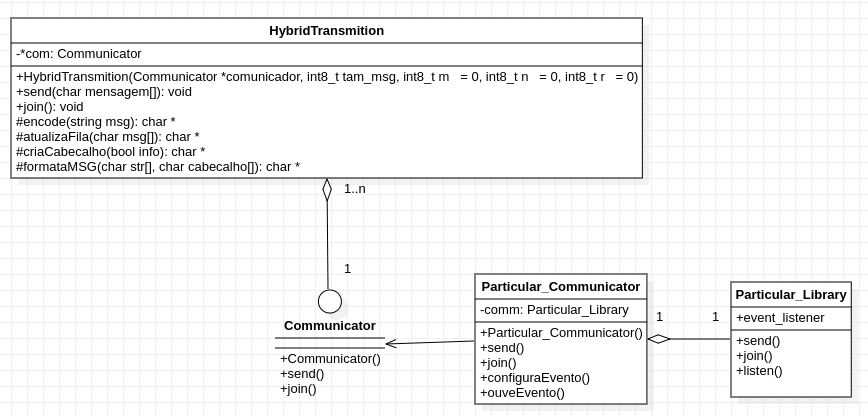 HybridTransmition
-*com: Communicator
+HybridTransmition(Communicator *comunicador, int8_t tam_msg, int8_t m   = 0, int8_t n   = 0, int8_t r   = 0)
+send(char mensagem[]): void
+join(): void
#encode(string msg): char *
#atualizaFila(char msg[]): char *
#criaCabecalho(bool info): char *
#formataMSG(char str[], char cabecalho[]): char *
1..n
1
Communicator
+Communicator()
+send()
+join()
Particular_Communicator
-comm: Particular_Library
+Particular_Communicator()
+send()
+join()
+configuraEvento()
+ouveEvento()
1
1
Particular_Library
+event_listener
+send()
+join()
+listen()